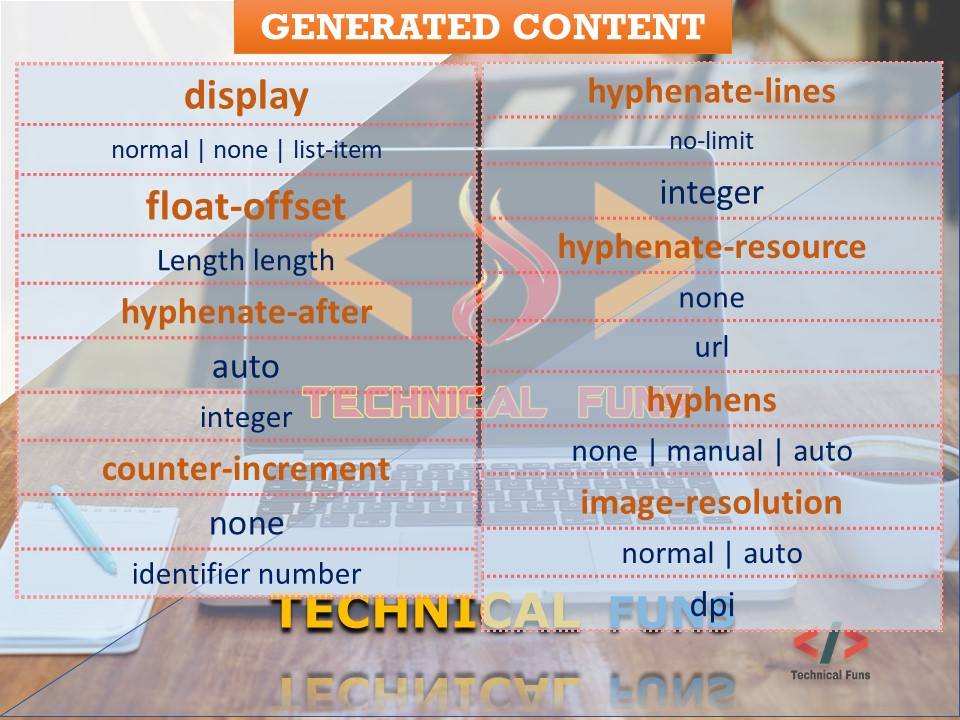 GENERATED CONTENT
display
normal | none | list-item
float-offset
Length length
hyphenate-after
auto
integer
counter-increment
none
identifier number
hyphenate-lines
no-limit
integer
hyphenate-resource
none
url
hyphens
none | manual | auto
image-resolution
normal | auto
dpi
TECHNICAL FUNS
TECHNICAL FUNS
TECHNICAL FUNS
</>
Technical Funs